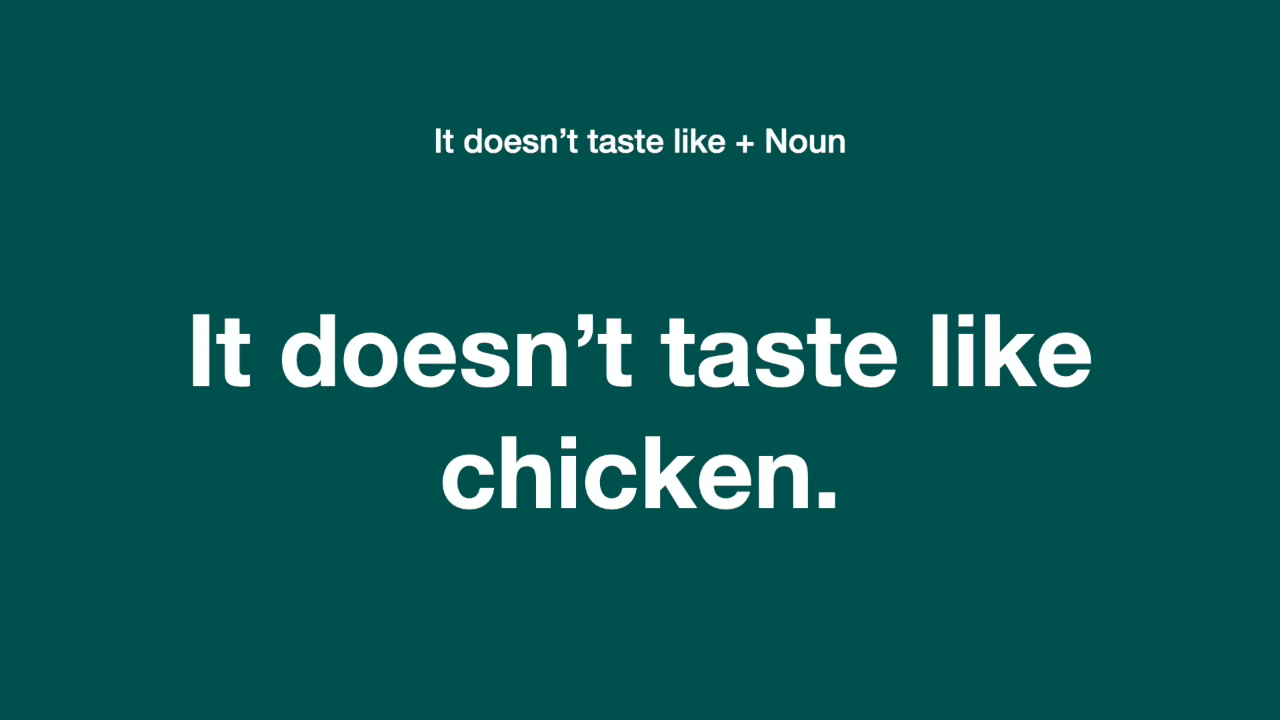 It doesn’t taste like + Noun
It doesn’t taste like
chicken.